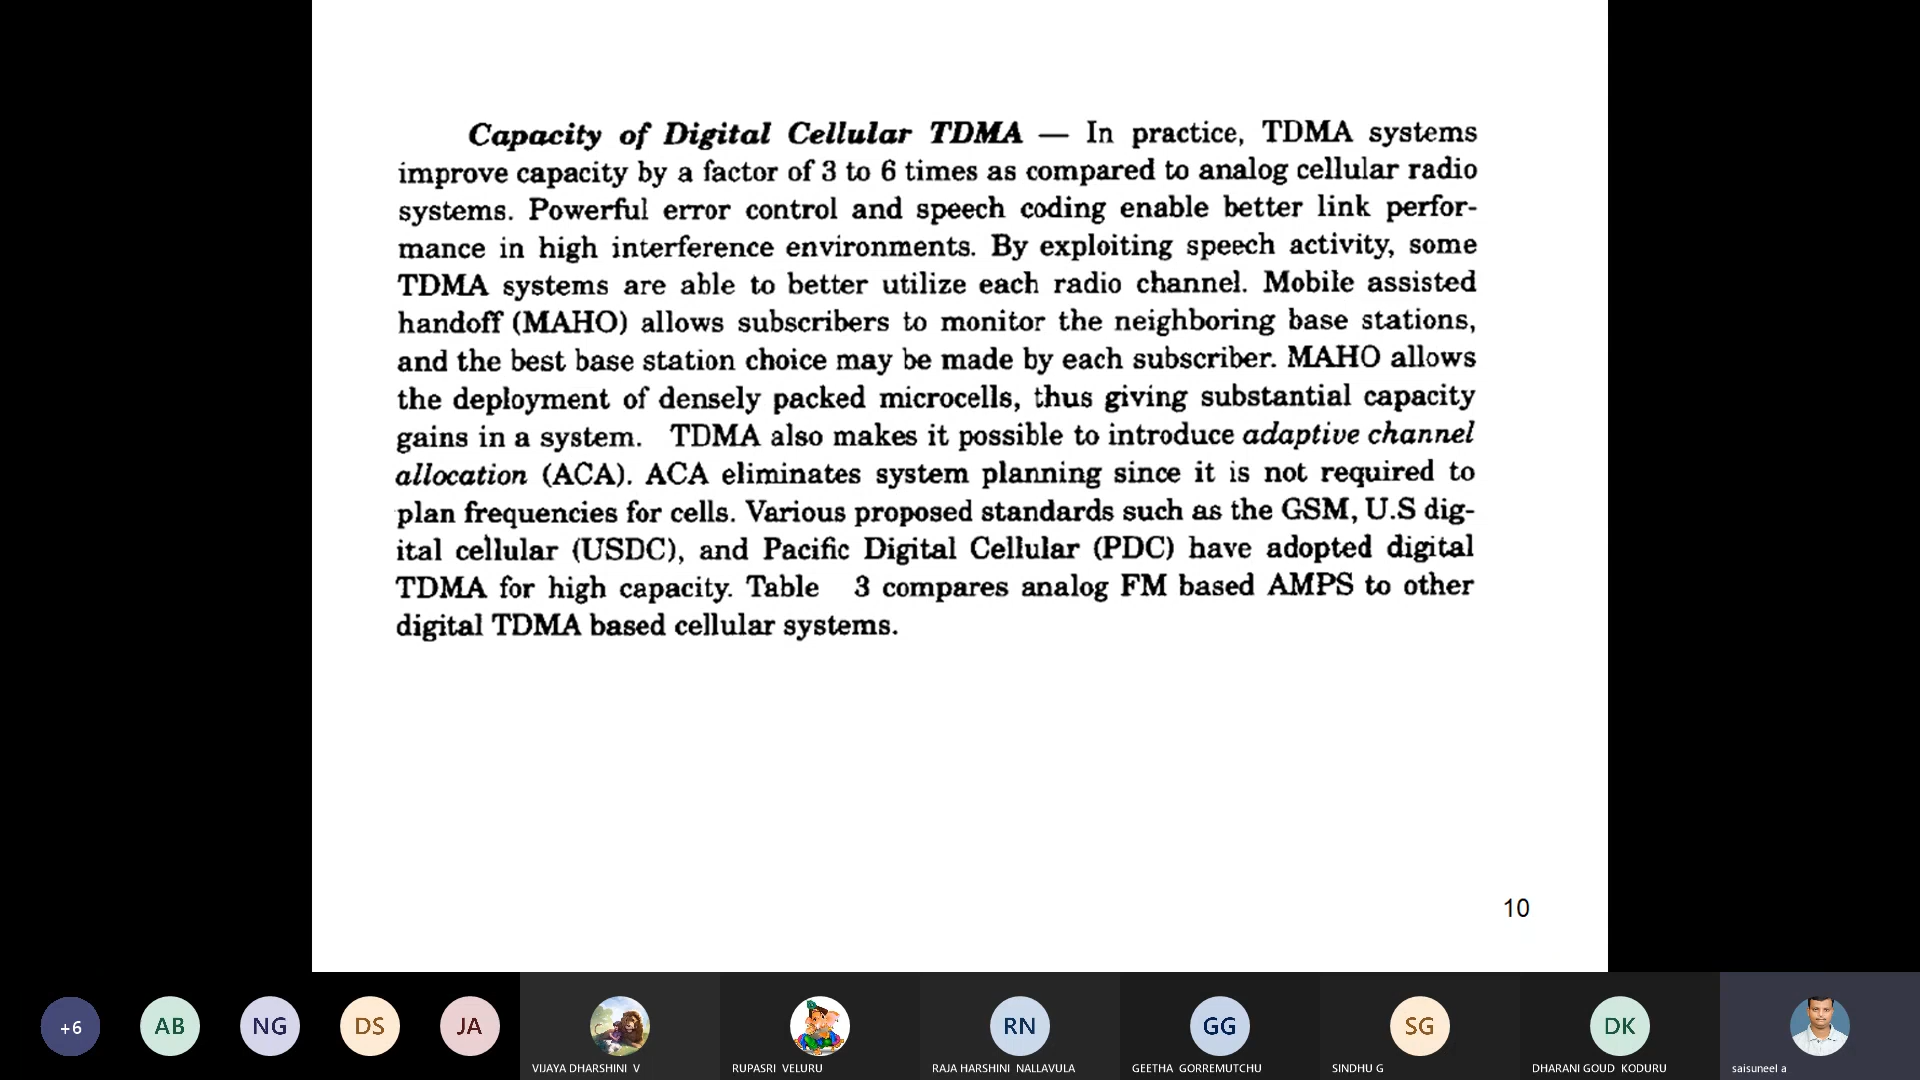 Capacity of Digital Cellular TDMA — In practice, TDMA systems
improve capacity by a factor of 3 to 6 times as compared to analog cellular radio
systems. Powerful error control and speech coding enable better link perfor-
mance in high interference environments. By exploiting speech activity, some
TDMA systems are able to better utilize each radio channel. Mobile assisted
handoff (MAHO) allows subscribers to monitor the neighboring base stations,
and the best base station choice may be made by each subscriber. MAHO allows
the deployment of densely packed microcells, thus giving substantial capacity
gains in a system. TDMA also makes it possible to introduce adaptive channel
allocation (ACA). ACA eliminates system planning since it is not required to
plan frequencies for cells. Various proposed standards such as the GSM, U.S dig-
ital cellular (USDC), and Pacific Digital Cellular (PDC) have adopted digital
TDMA for high capacity. Table 3 compares analog FM based AMPS to other
digital TDMA based cellular systems.
10
+6
AB
NG
DS
JA
RN
GG
SG
DK
VIJAYA DHARSHINI V
RUPASRI VELURU
RAJA HARSHINI NALLAVULA
GEETHA GORREMUTCHU
SINDHU G
DHARANI GOUD KODURU
saisuneel a